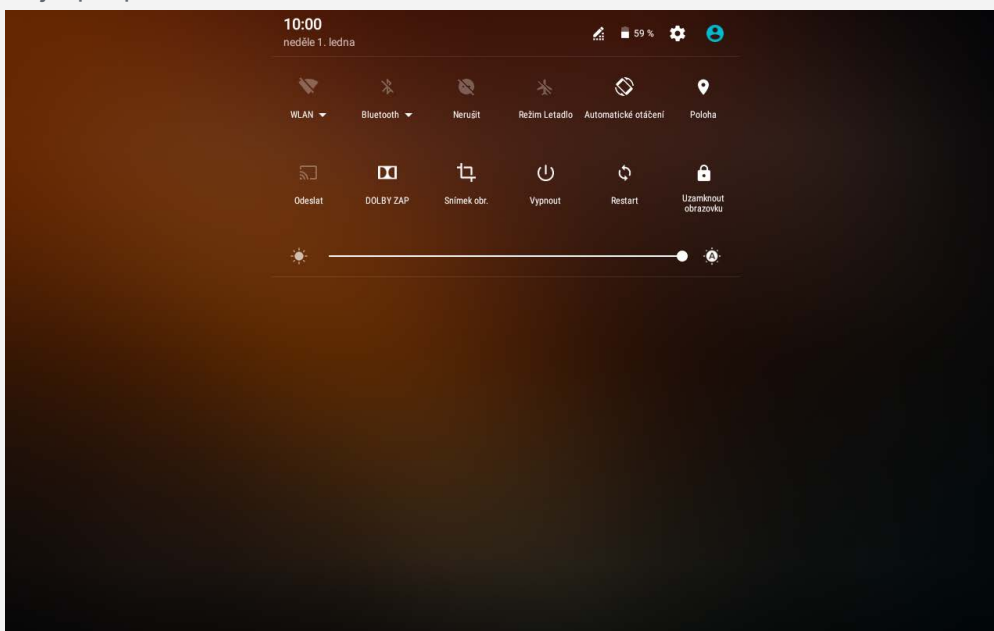 10:00
neděle 1. ledna
59 %
WLAN
Bluetooth
Nerušit
Režim Letadlo
Automatické otáčení
Poloha
Odeslat
DOLBY ZAP
Snímek obr.
Vypnout
Restart
Uzamknout
obrazovku
A